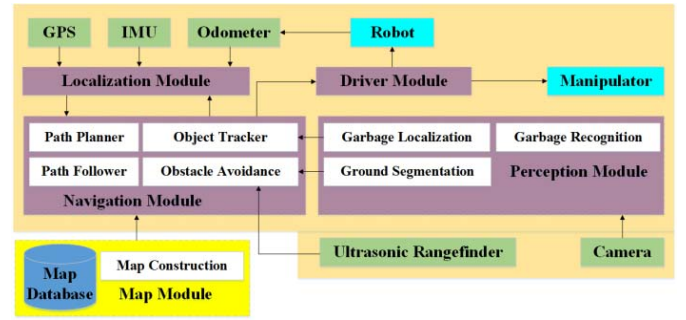 GPS
IMU
Odometer
Robot
Localization Module
Driver Module
Manipulator
Path Planner
Object Tracker
Garbage Localization
Garbage Recognition
Path Follower
Obstacle Avoidance
Ground Segmentation
Perception Module
Navigation Module
Ultrasonic Rangefinder
Camera
Map
Database
Map Construction
Map Module